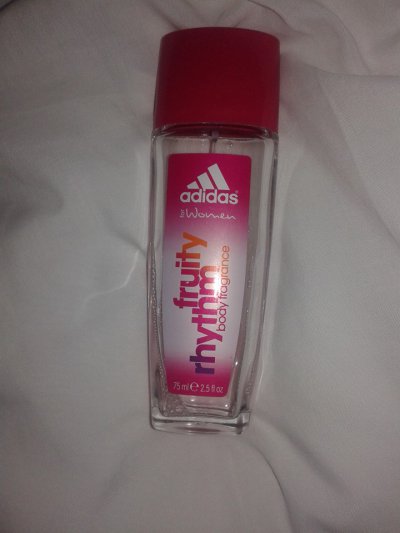 adidas
for Women
fruity
rhythm
body fragrance
75 ml ℮ 2.5 fl oz